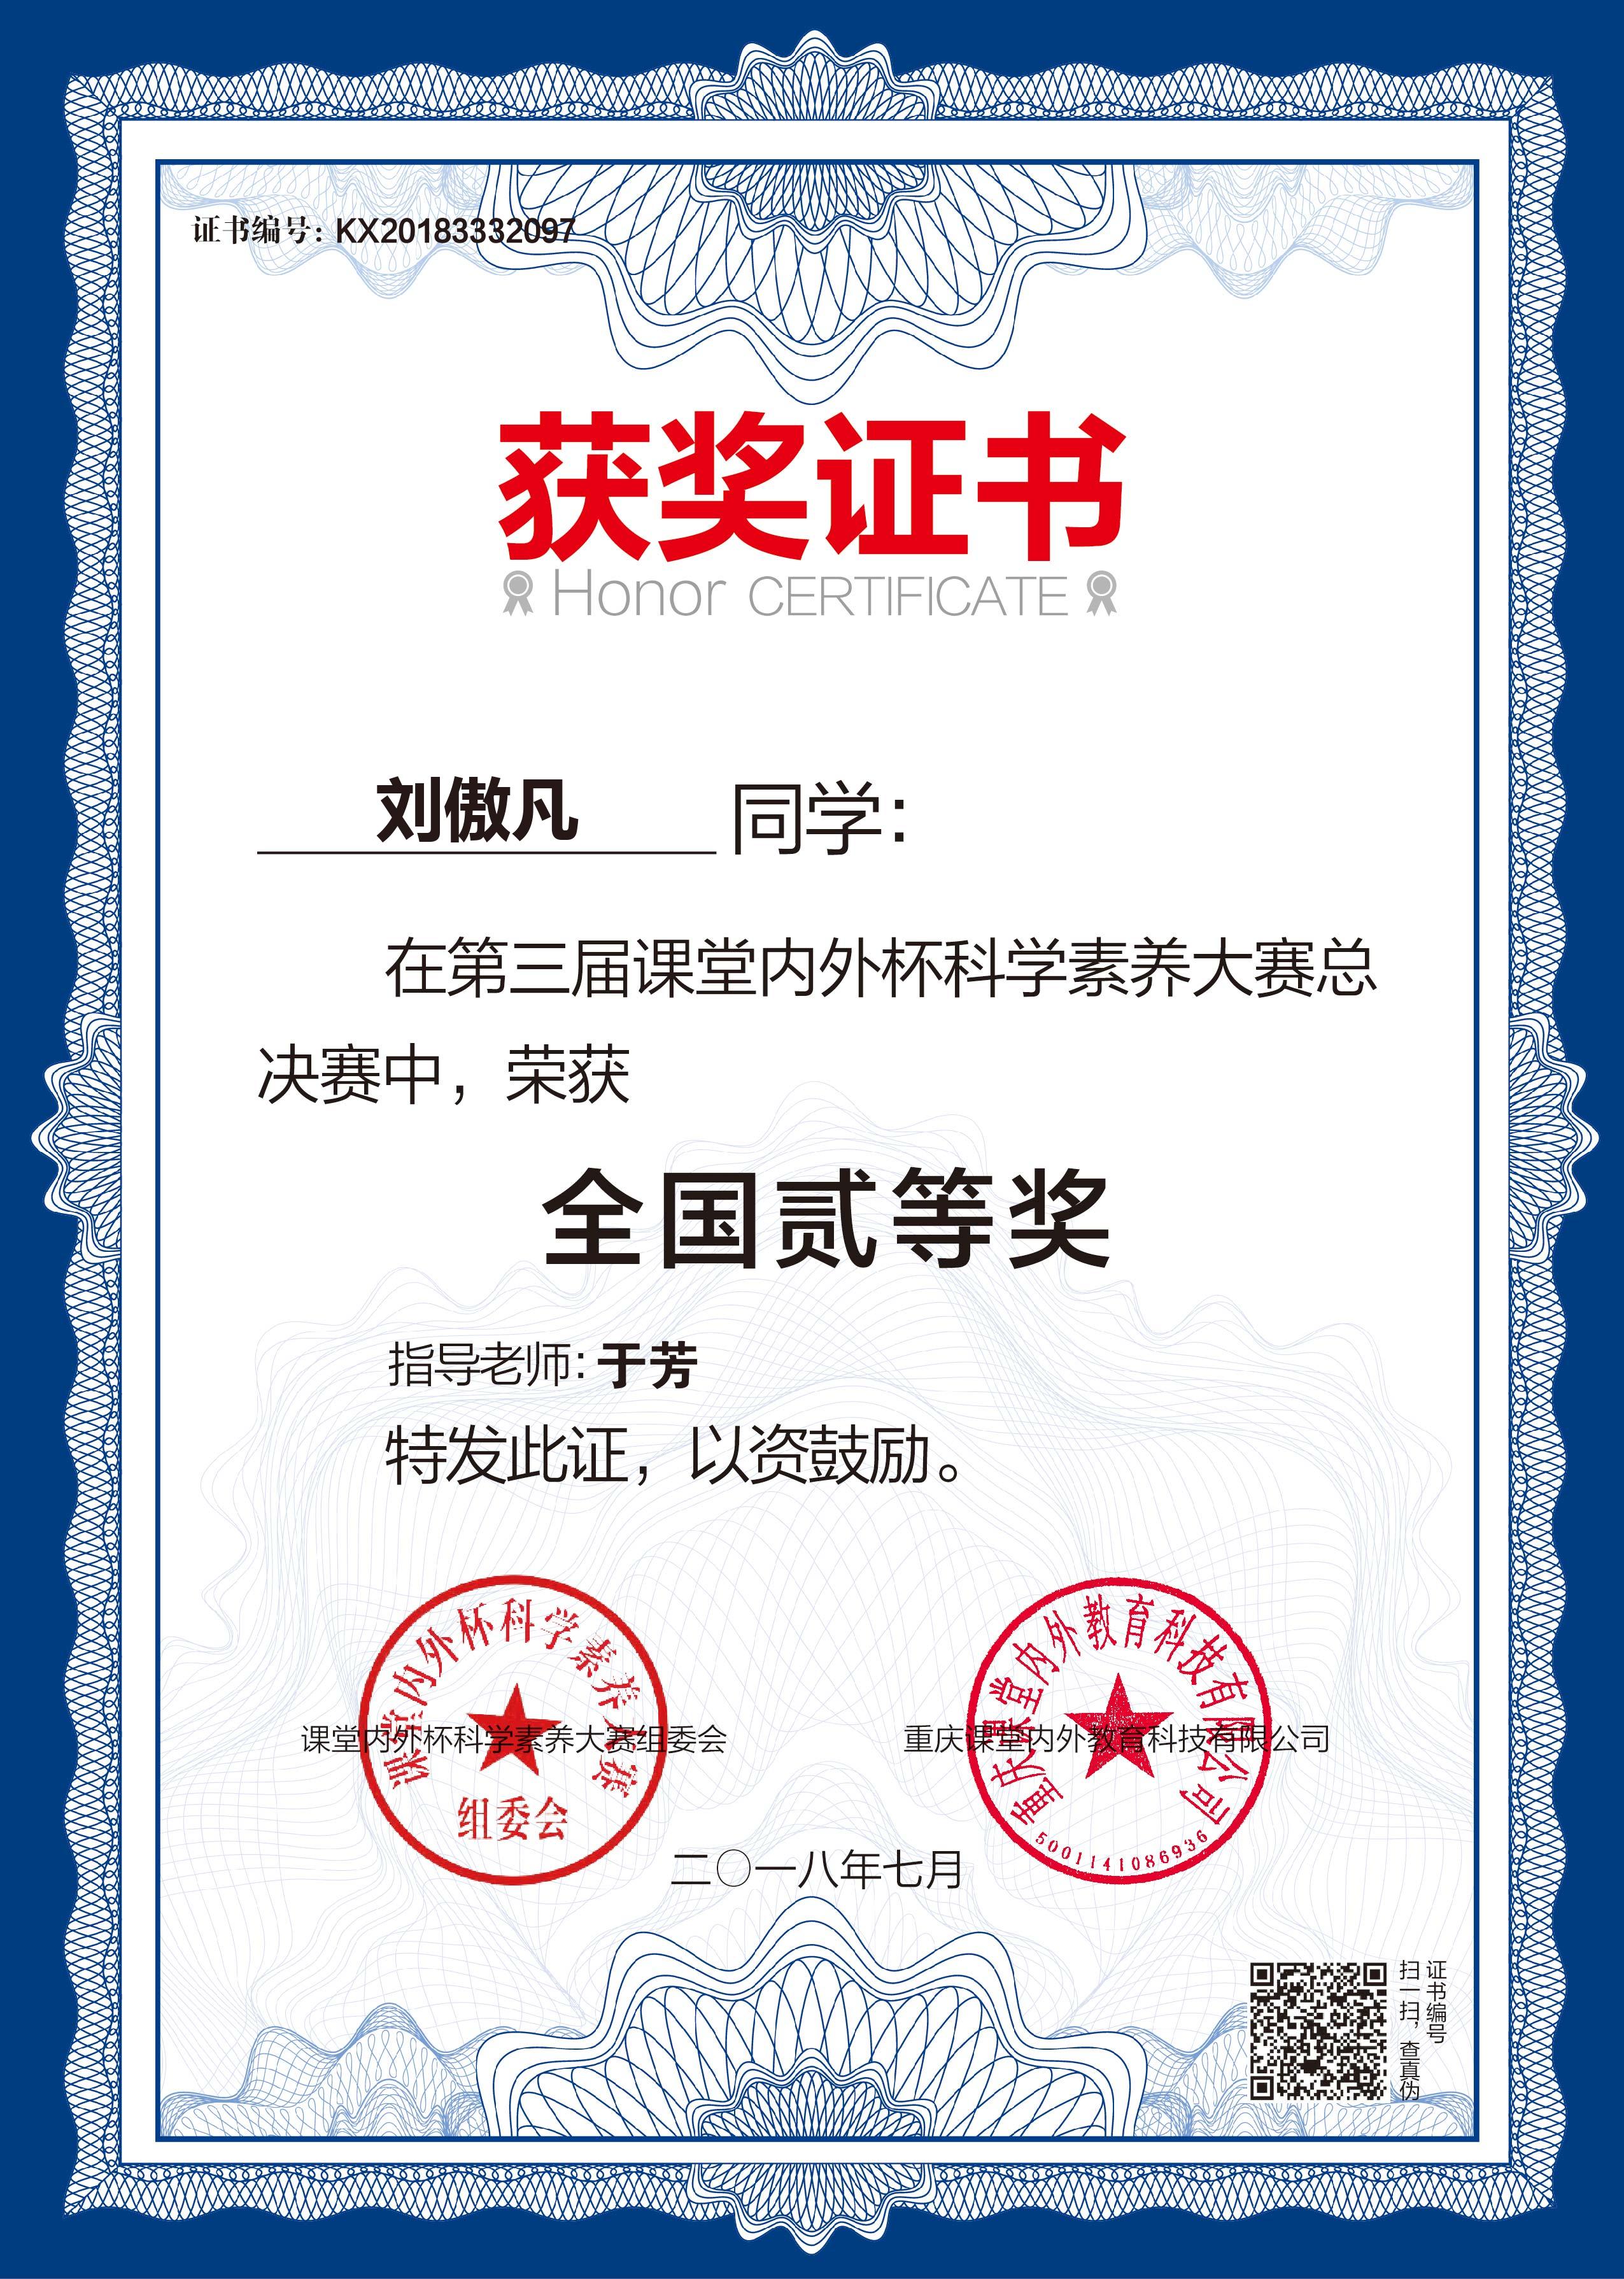 证书编号：KX20183332097
获奖证书
Honor CERTIFICATE
刘傲凡 同学：
在第三届课堂内外杯科学素养大赛总
决赛中，荣获
全国贰等奖
指导老师：于芳
特发此证，以资鼓励。
课堂内外杯科学素养大赛
组委会
课堂内外杯科学素养大赛组委会
重庆课堂内外教育科技有限公司
5001141086936
重庆课堂内外教育科技有限公司
二〇一八年七月
证书编号
扫一扫，查真伪